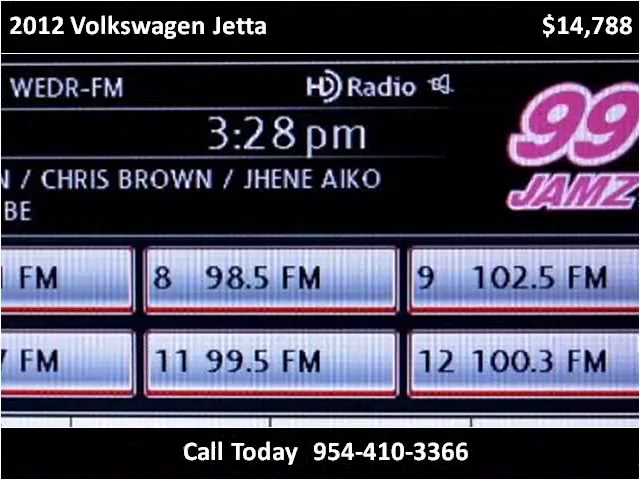 2012 Volkswagen Jetta $14,788
WEDR-FM HD Radio
99
JAMZ
3:28 pm
/ CHRIS BROWN / JHENE AIKO
BE
FM 8 98.5 FM 9 102.5 FM
FM 11 99.5 FM 12 100.3 FM
Call Today 954-410-3366